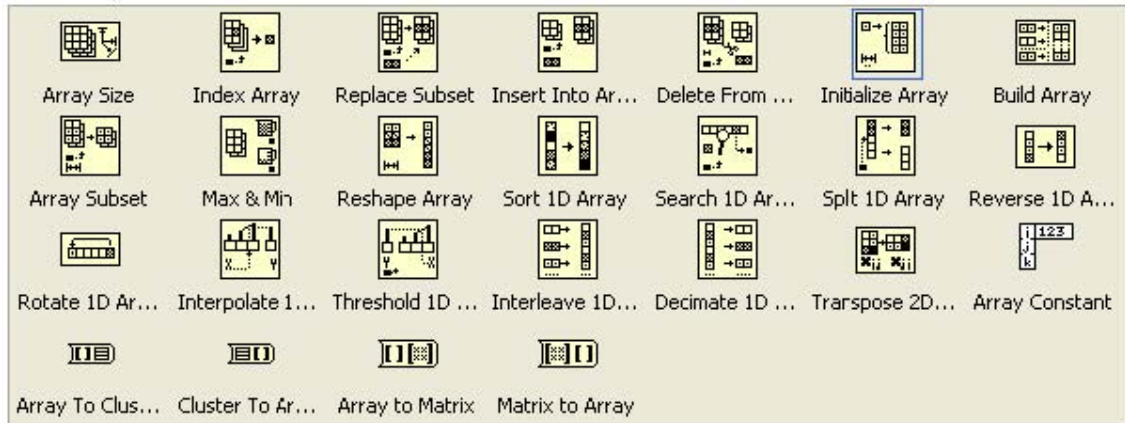 Array Size Index Array Replace Subset Insert Into Ar... Delete From ... Initialize Array Build Array
Array Subset Max & Min Reshape Array Sort 1D Array Search 1D Ar... Split 1D Array Reverse 1D A...
X Y Y X
i 123
j
k
Rotate 1D Ar... Interpolate 1... Threshold 1D ... Interleave 1D... Decimate 1D ... Transpose 2D... Array Constant
Array To Clus... Cluster To Ar... Array to Matrix Matrix to Array